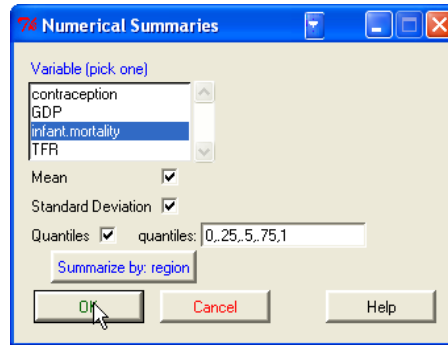 Numerical Summaries
Variable (pick one)
contraception
GDP
infant.mortality
TFR
Mean
Standard Deviation
Quantiles quantiles: 0,.25,.5,.75,1
Summarize by: region
OK Cancel Help